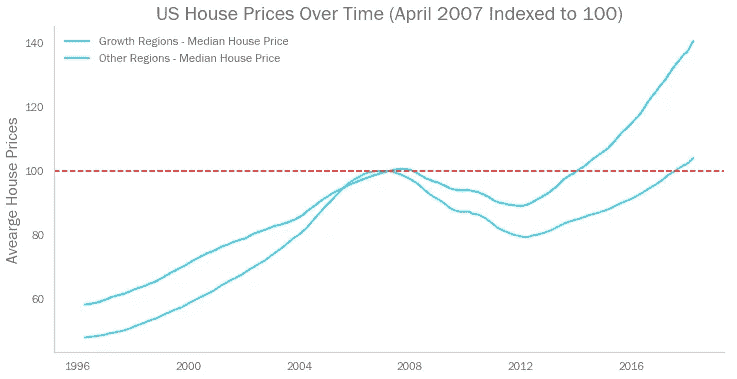 US House Prices Over Time (April 2007 Indexed to 100)
Growth Regions - Median House Price
Other Regions - Median House Price
Avearge House Prices
140
120
100
80
60
1996 2000 2004 2008 2012 2016